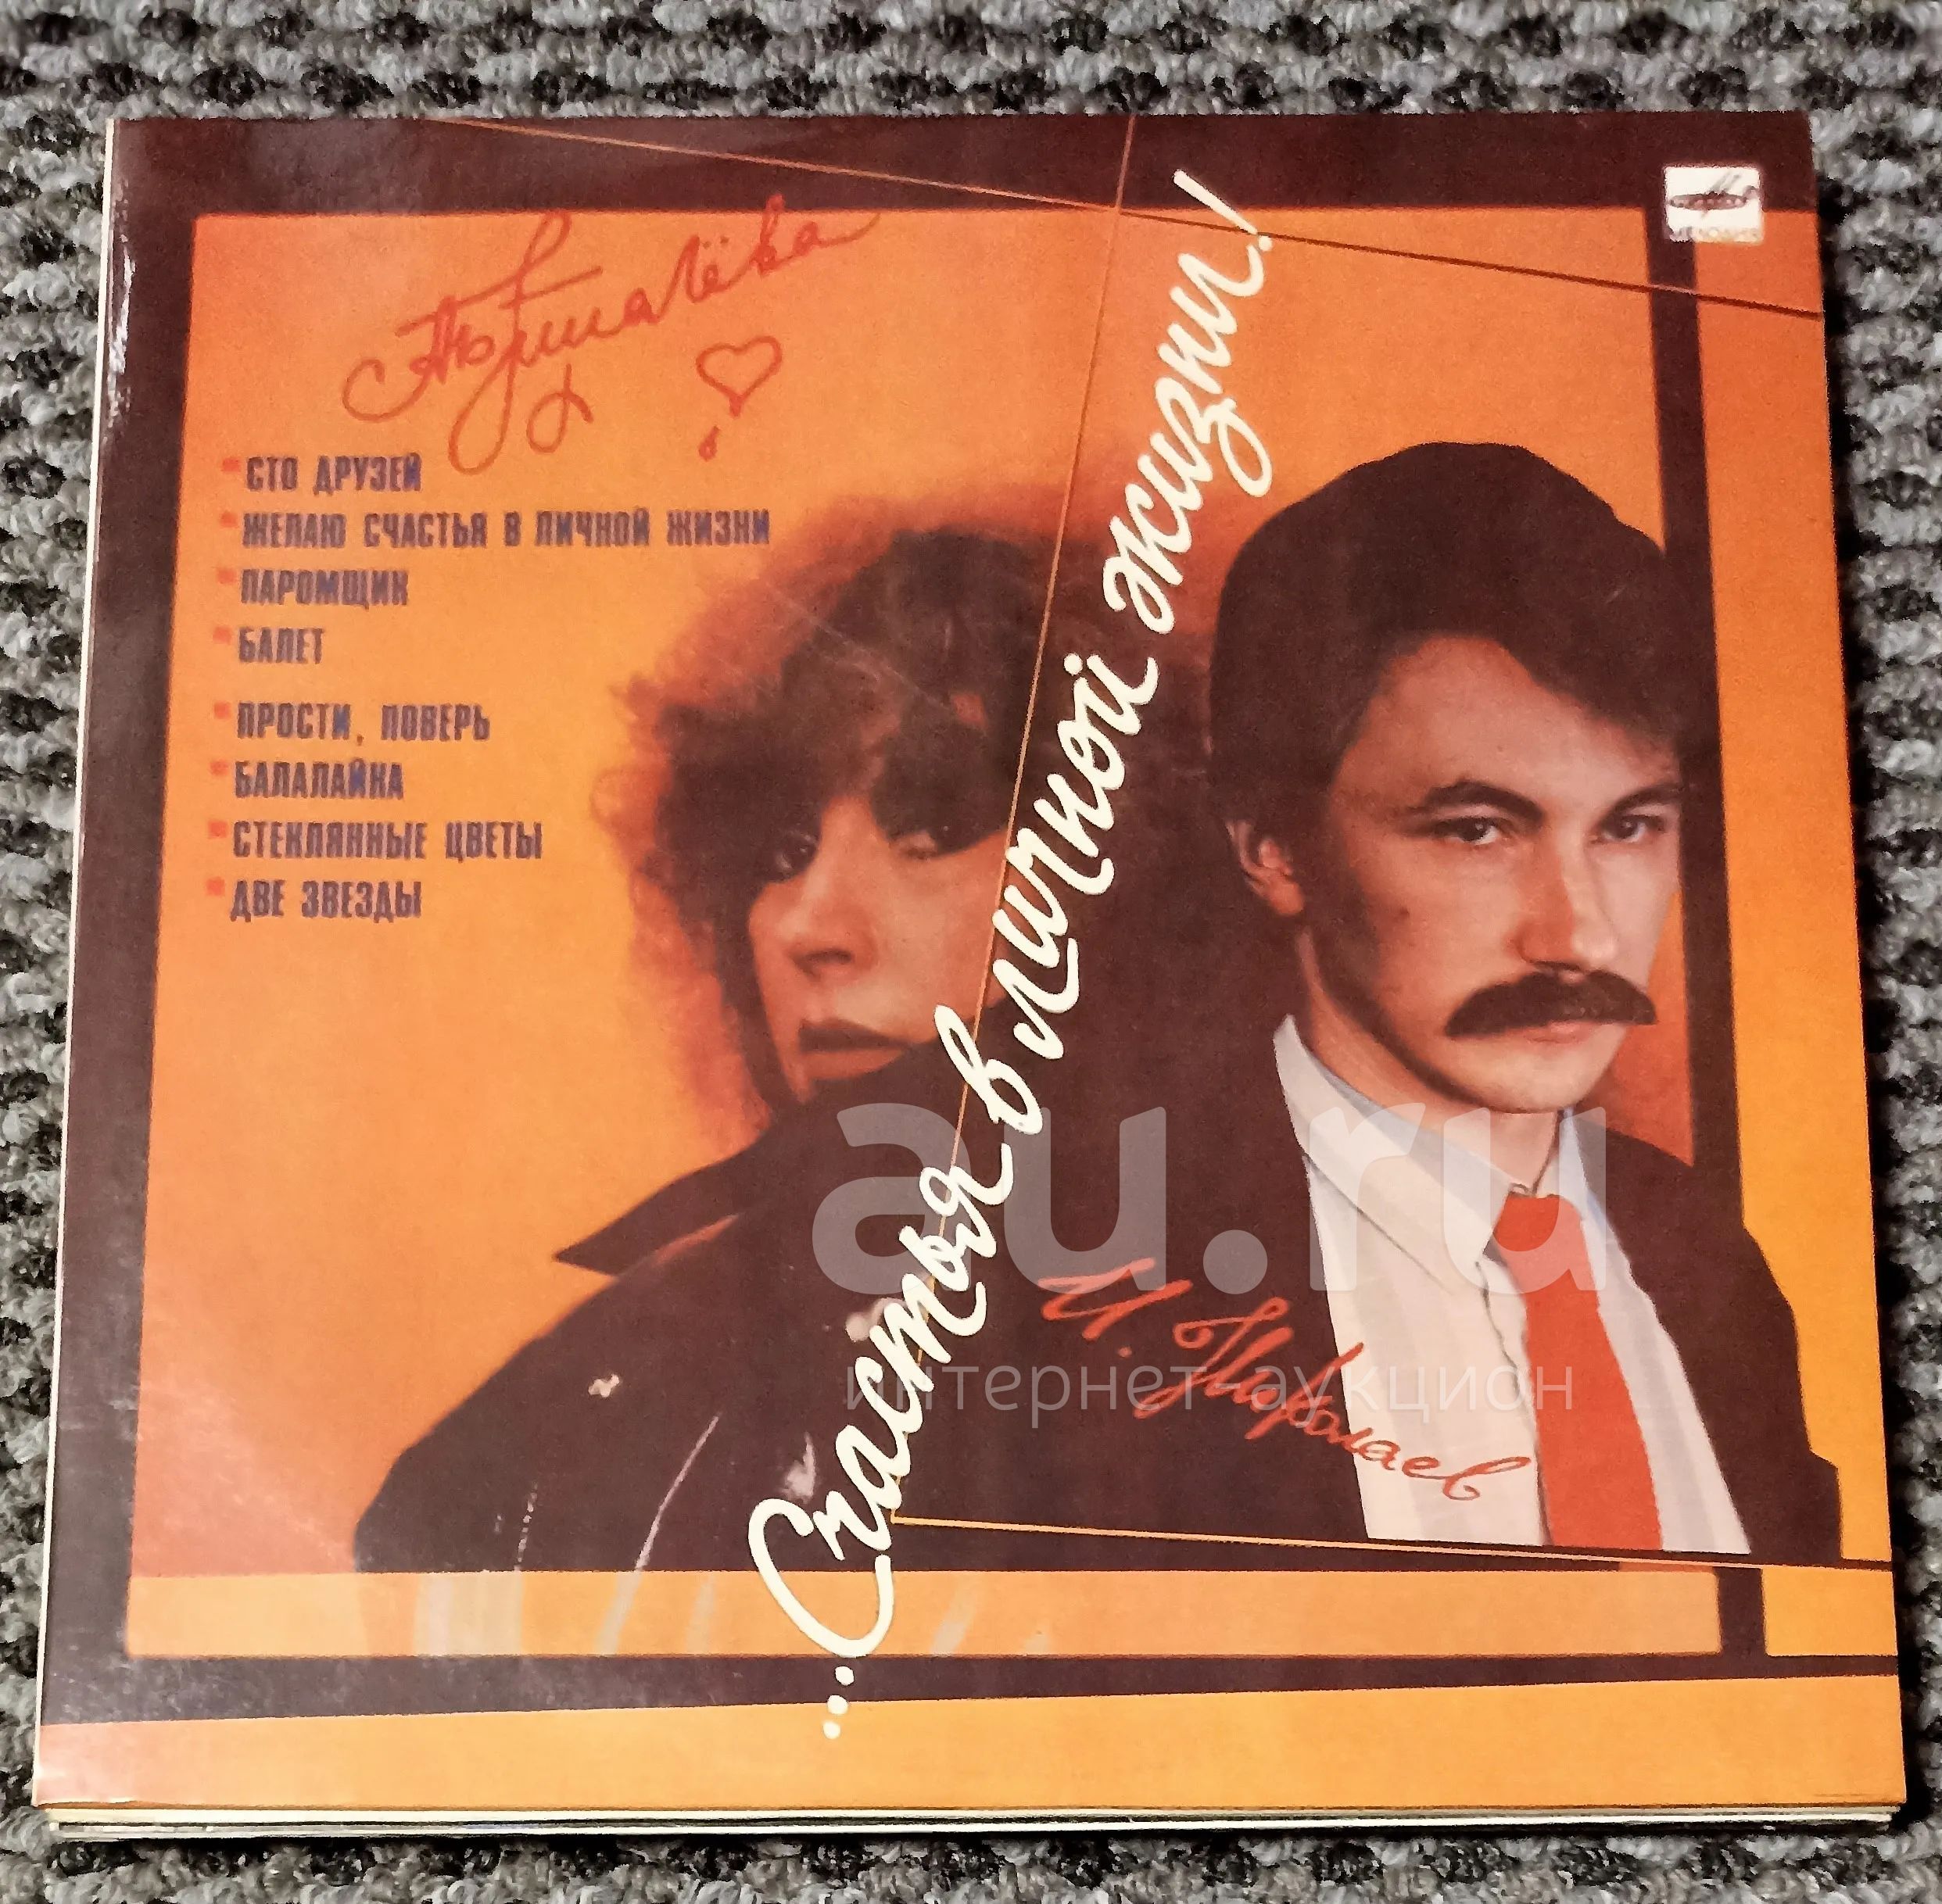 А. Пугачёва
МЕЛОДИЯ
СТО ДРУЗЕЙ
ЖЕЛАЮ СЧАСТЬЯ В ЛИЧНОЙ ЖИЗНИ
ПАРОМЩИК
БАЛЕТ
ПРОСТИ, ПОВЕРЬ
БАЛАЛАЙКА
СТЕКЛЯННЫЕ ЦВЕТЫ
ДВЕ ЗВЕЗДЫ
...Счастья в личной жизни!
И. Николаев
au.ru
интернет-аукцион